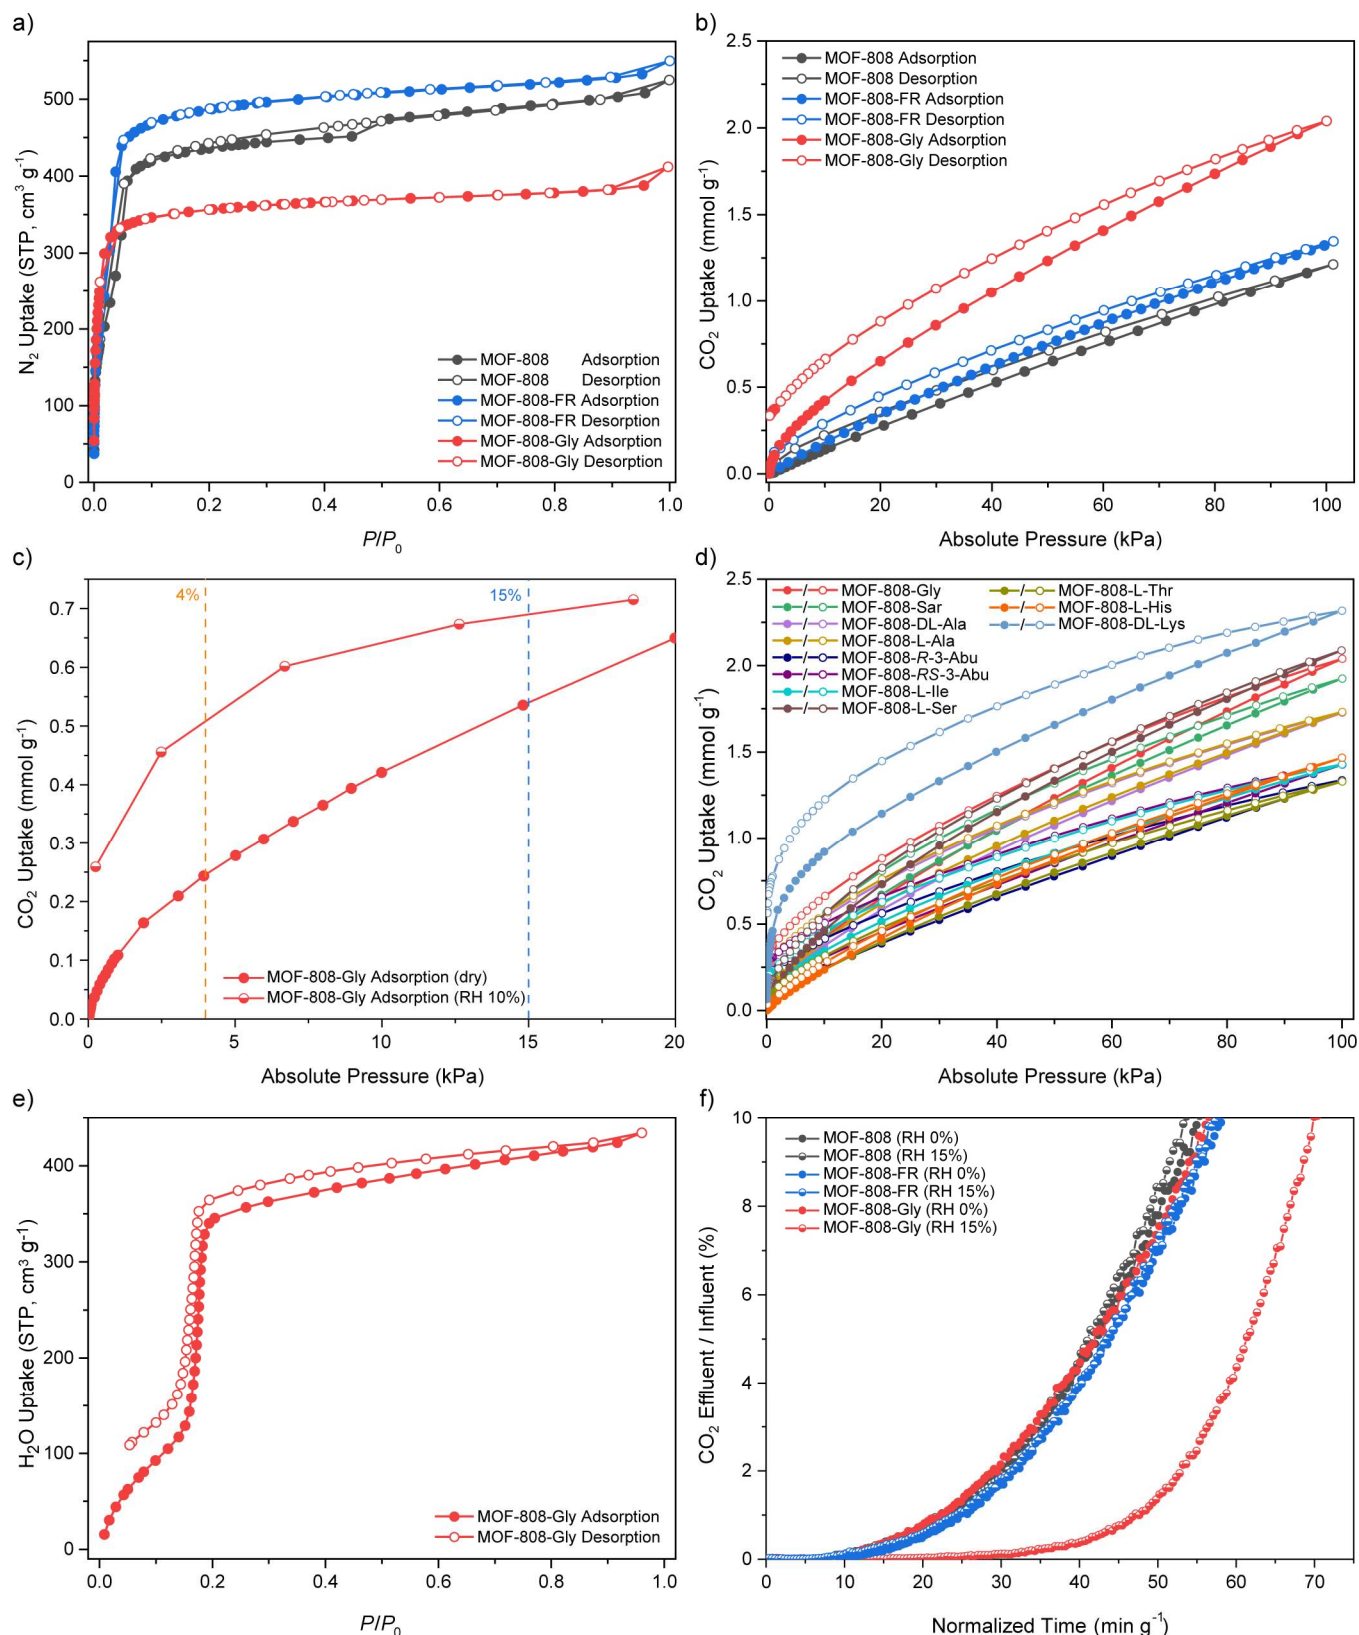 a)
500
400
300
200
100
0
0.0 0.2 0.4 0.6 0.8 1.0
N₂ Uptake (STP, cm³ g⁻¹)
P/P₀
MOF-808 Adsorption
MOF-808 Desorption
MOF-808-FR Adsorption
MOF-808-FR Desorption
MOF-808-Gly Adsorption
MOF-808-Gly Desorption
b)
2.5
2.0
1.5
1.0
0.5
0.0
0 20 40 60 80 100
CO₂ Uptake (mmol g⁻¹)
Absolute Pressure (kPa)
MOF-808 Adsorption
MOF-808 Desorption
MOF-808-FR Adsorption
MOF-808-FR Desorption
MOF-808-Gly Adsorption
MOF-808-Gly Desorption
c)
0.7
0.6
0.5
0.4
0.3
0.2
0.1
0.0
0 5 10 15 20
CO₂ Uptake (mmol g⁻¹)
Absolute Pressure (kPa)
4%
15%
MOF-808-Gly Adsorption (dry)
MOF-808-Gly Adsorption (RH 10%)
d)
2.5
2.0
1.5
1.0
0.5
0.0
0 20 40 60 80 100
CO₂ Uptake (mmol g⁻¹)
Absolute Pressure (kPa)
/ MOF-808-Gly
/ MOF-808-Sar
/ MOF-808-DL-Ala
/ MOF-808-L-Ala
/ MOF-808-R-3-Abu
/ MOF-808-RS-3-Abu
/ MOF-808-L-Ile
/ MOF-808-L-Ser
/ MOF-808-L-Thr
/ MOF-808-L-His
/ MOF-808-DL-Lys
e)
400
300
200
100
0
0.0 0.2 0.4 0.6 0.8 1.0
H₂O Uptake (STP, cm³ g⁻¹)
P/P₀
MOF-808-Gly Adsorption
MOF-808-Gly Desorption
f)
10
8
6
4
2
0
0 10 20 30 40 50 60 70
CO₂ Effluent / Influent (%)
Normalized Time (min g⁻¹)
MOF-808 (RH 0%)
MOF-808 (RH 15%)
MOF-808-FR (RH 0%)
MOF-808-FR (RH 15%)
MOF-808-Gly (RH 0%)
MOF-808-Gly (RH 15%)